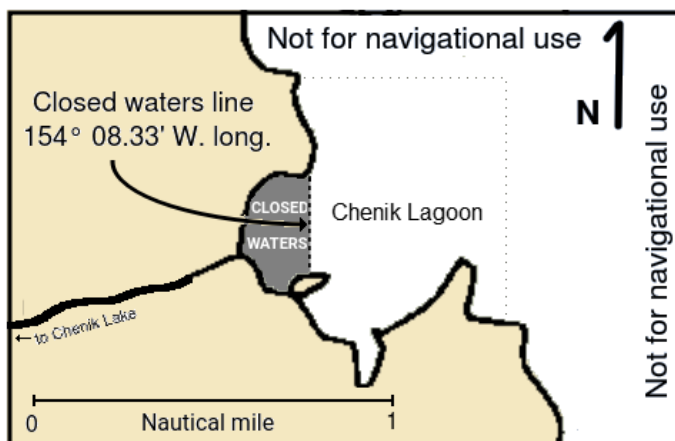 Not for navigational use
N
Closed waters line
154° 08.33' W. long.
CLOSED
WATERS
Chenik Lagoon
Not for navigational use
← to Chenik Lake
0
Nautical mile
1